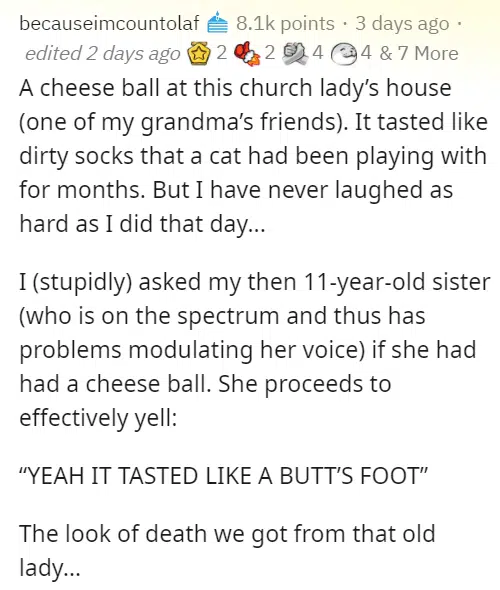 becauseimcountolaf 8.1k points · 3 days ago ·
edited 2 days ago 2 2 4 4 & 7 More
A cheese ball at this church lady’s house
(one of my grandma’s friends). It tasted like
dirty socks that a cat had been playing with
for months. But I have never laughed as
hard as I did that day...
I (stupidly) asked my then 11-year-old sister
(who is on the spectrum and thus has
problems modulating her voice) if she had
had a cheese ball. She proceeds to
effectively yell:
“YEAH IT TASTED LIKE A BUTT’S FOOT”
The look of death we got from that old
lady...